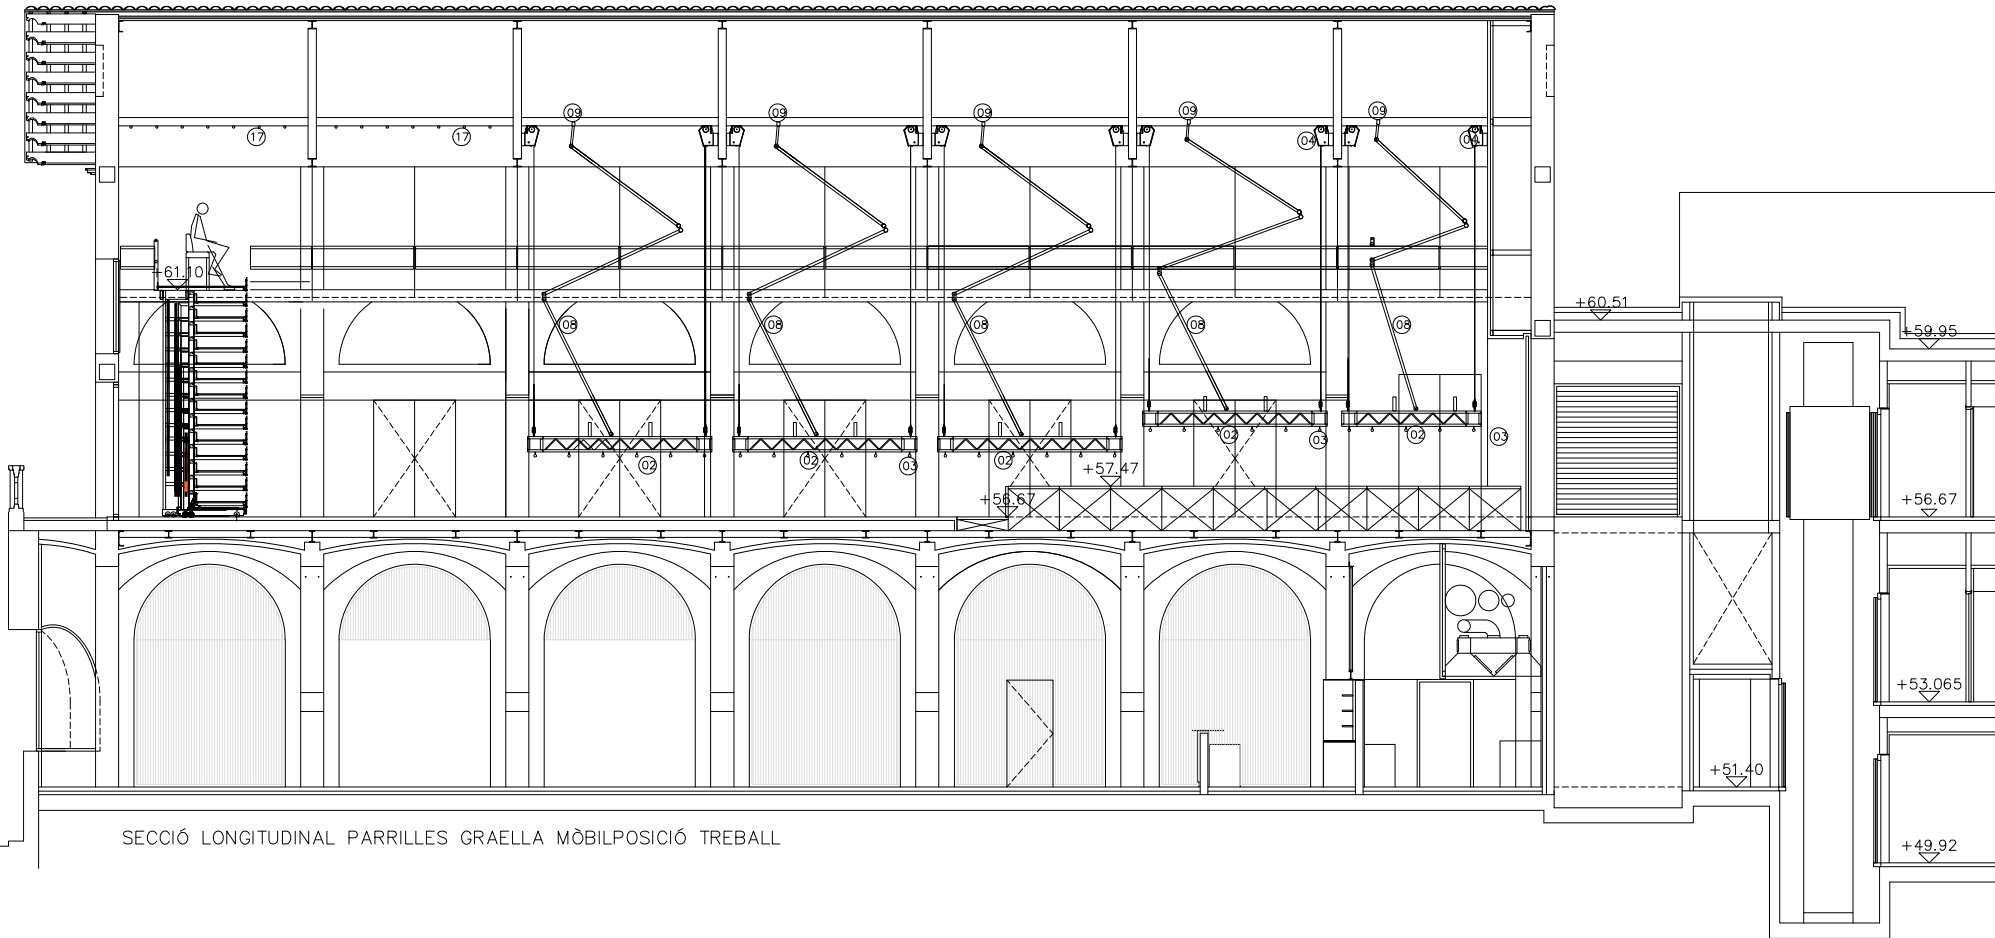 09 09 09 09 09
17 17 04 04
+61.10
+60.51
08 08 08 08 08
+59.95
02 03 02 03
02 02 03 02
+57.47
+56.67 +56.67
+53.065
+51.40
SECCIÓ LONGITUDINAL PARRILLES GRAELLA MÒBILPOSICIÓ TREBALL
+49.92